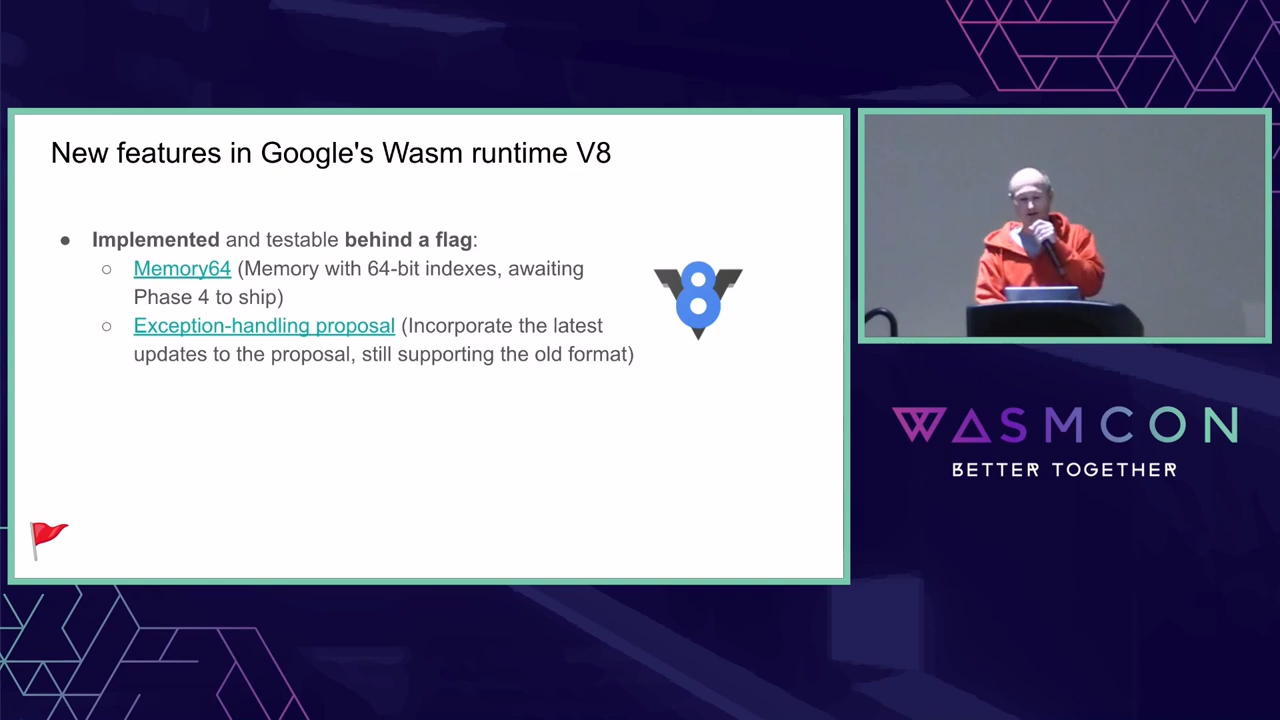 New features in Google's Wasm runtime V8
● Implemented and testable behind a flag:
○ Memory64 (Memory with 64-bit indexes, awaiting
Phase 4 to ship)
○ Exception-handling proposal (Incorporate the latest
updates to the proposal, still supporting the old format)
8
WASMCON
BETTER TOGETHER